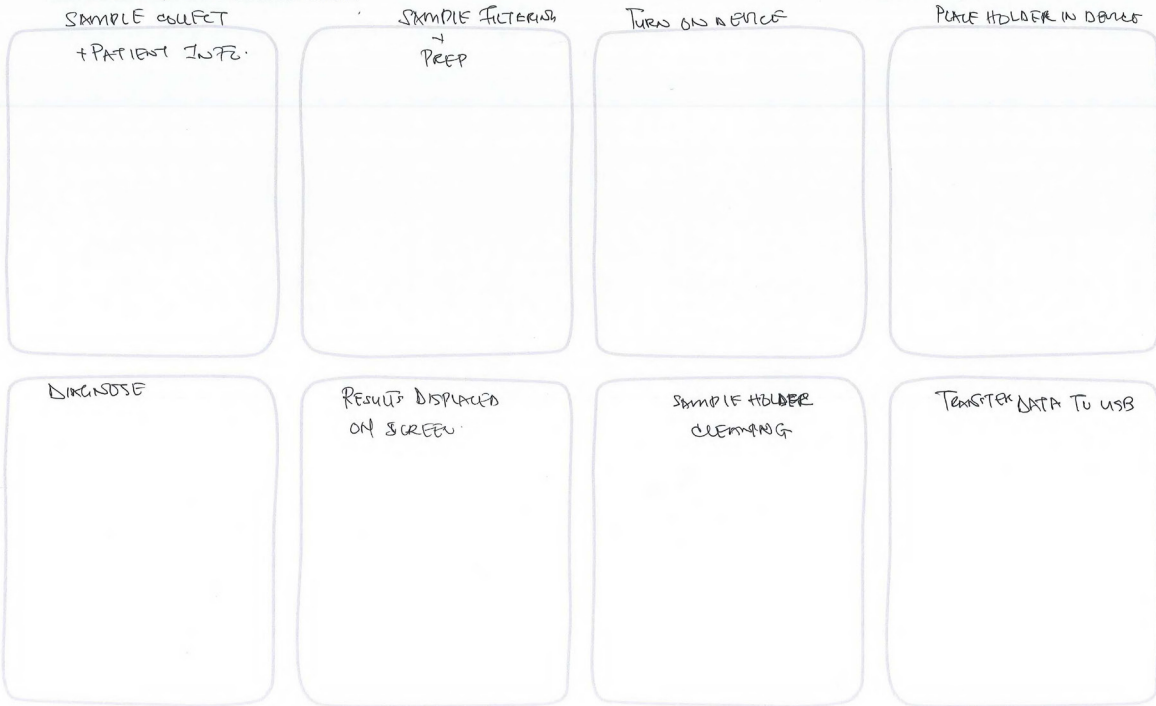 SAMPLE COLLECT
+ PATIENT INFO.
SAMPLE FILTERING
+
PREP
TURN ON DEVICE
PLACE HOLDER IN DEVICE
DIAGNOSE
RESULTS DISPLAYED
ON SCREEN.
SAMPLE HOLDER
CLEANING
TRANSFER DATA TO USB